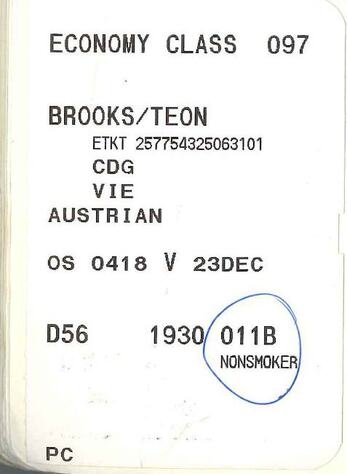 ECONOMY CLASS 097
BROOKS/TEON
ETKT 257754325063101
CDG
VIE
AUSTRIAN
OS 0418 V 23DEC
D56 1930 011B
NONSMOKER
PC